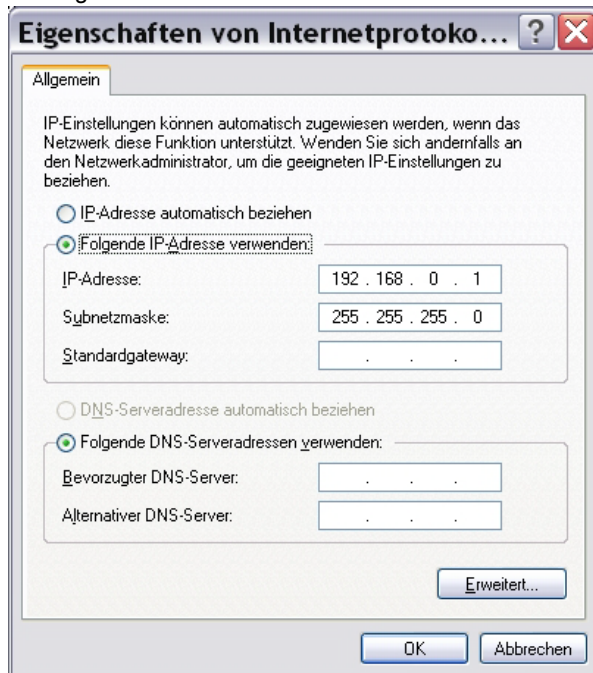 Eigenschaften von Internetprotoko... ? X
Allgemein
IP-Einstellungen können automatisch zugewiesen werden, wenn das
Netzwerk diese Funktion unterstützt. Wenden Sie sich andernfalls an
den Netzwerkadministrator, um die geeigneten IP-Einstellungen zu
beziehen.
IP-Adresse automatisch beziehen
Folgende IP-Adresse verwenden:
IP-Adresse: 192 . 168 . 0 . 1
Subnetzmaske: 255 . 255 . 255 . 0
Standardgateway: . . .
DNS-Serveradresse automatisch beziehen
Folgende DNS-Serveradressen verwenden:
Bevorzugter DNS-Server: . . .
Alternativer DNS-Server: . . .
Erweitert...
OK Abbrechen